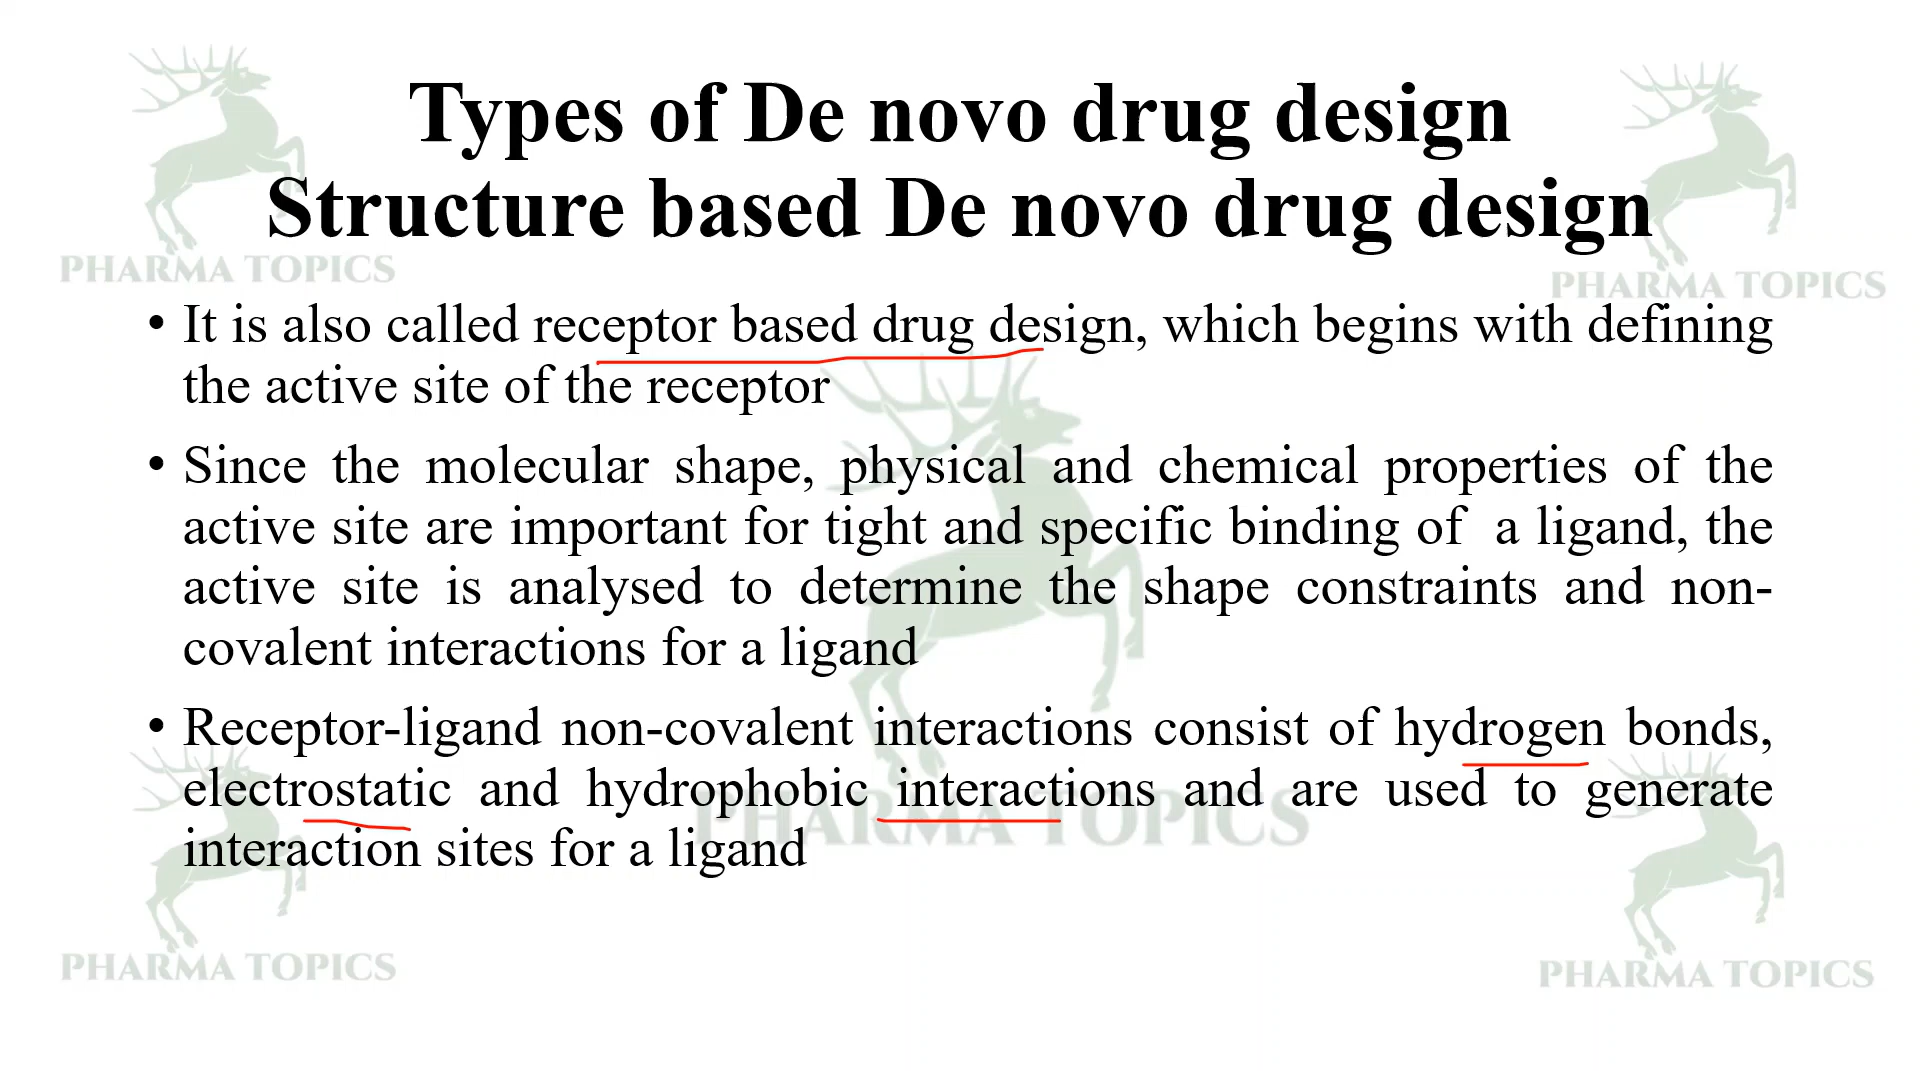 Types of De novo drug design
Structure based De novo drug design
PHARMA TOPICS
PHARMA TOPICS
• It is also called receptor based drug design, which begins with defining
the active site of the receptor
• Since the molecular shape, physical and chemical properties of the
active site are important for tight and specific binding of a ligand, the
active site is analysed to determine the shape constraints and non-
covalent interactions for a ligand
• Receptor-ligand non-covalent interactions consist of hydrogen bonds,
electrostatic and hydrophobic interactions and are used to generate
PHARMA TOPICS
interaction sites for a ligand
PHARMA TOPICS
PHARMA TOPICS